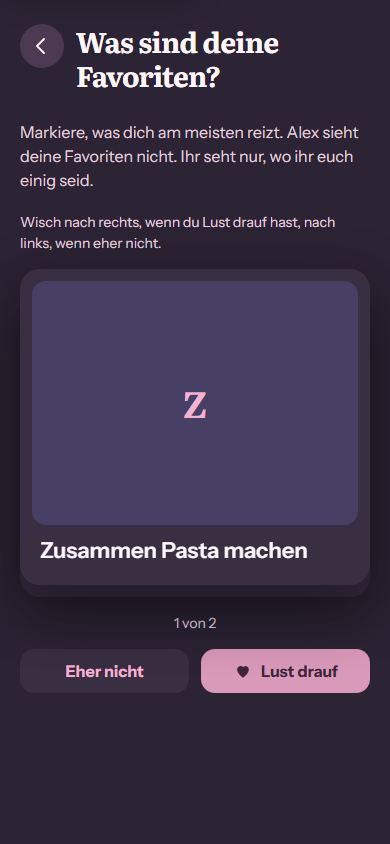 Was sind deine
Favoriten?
Markiere, was dich am meisten reizt. Alex sieht
deine Favoriten nicht. Ihr seht nur, wo ihr euch
einig seid.
Wisch nach rechts, wenn du Lust drauf hast, nach
links, wenn eher nicht.
Z
Zusammen Pasta machen
1 von 2
Eher nicht
Lust drauf